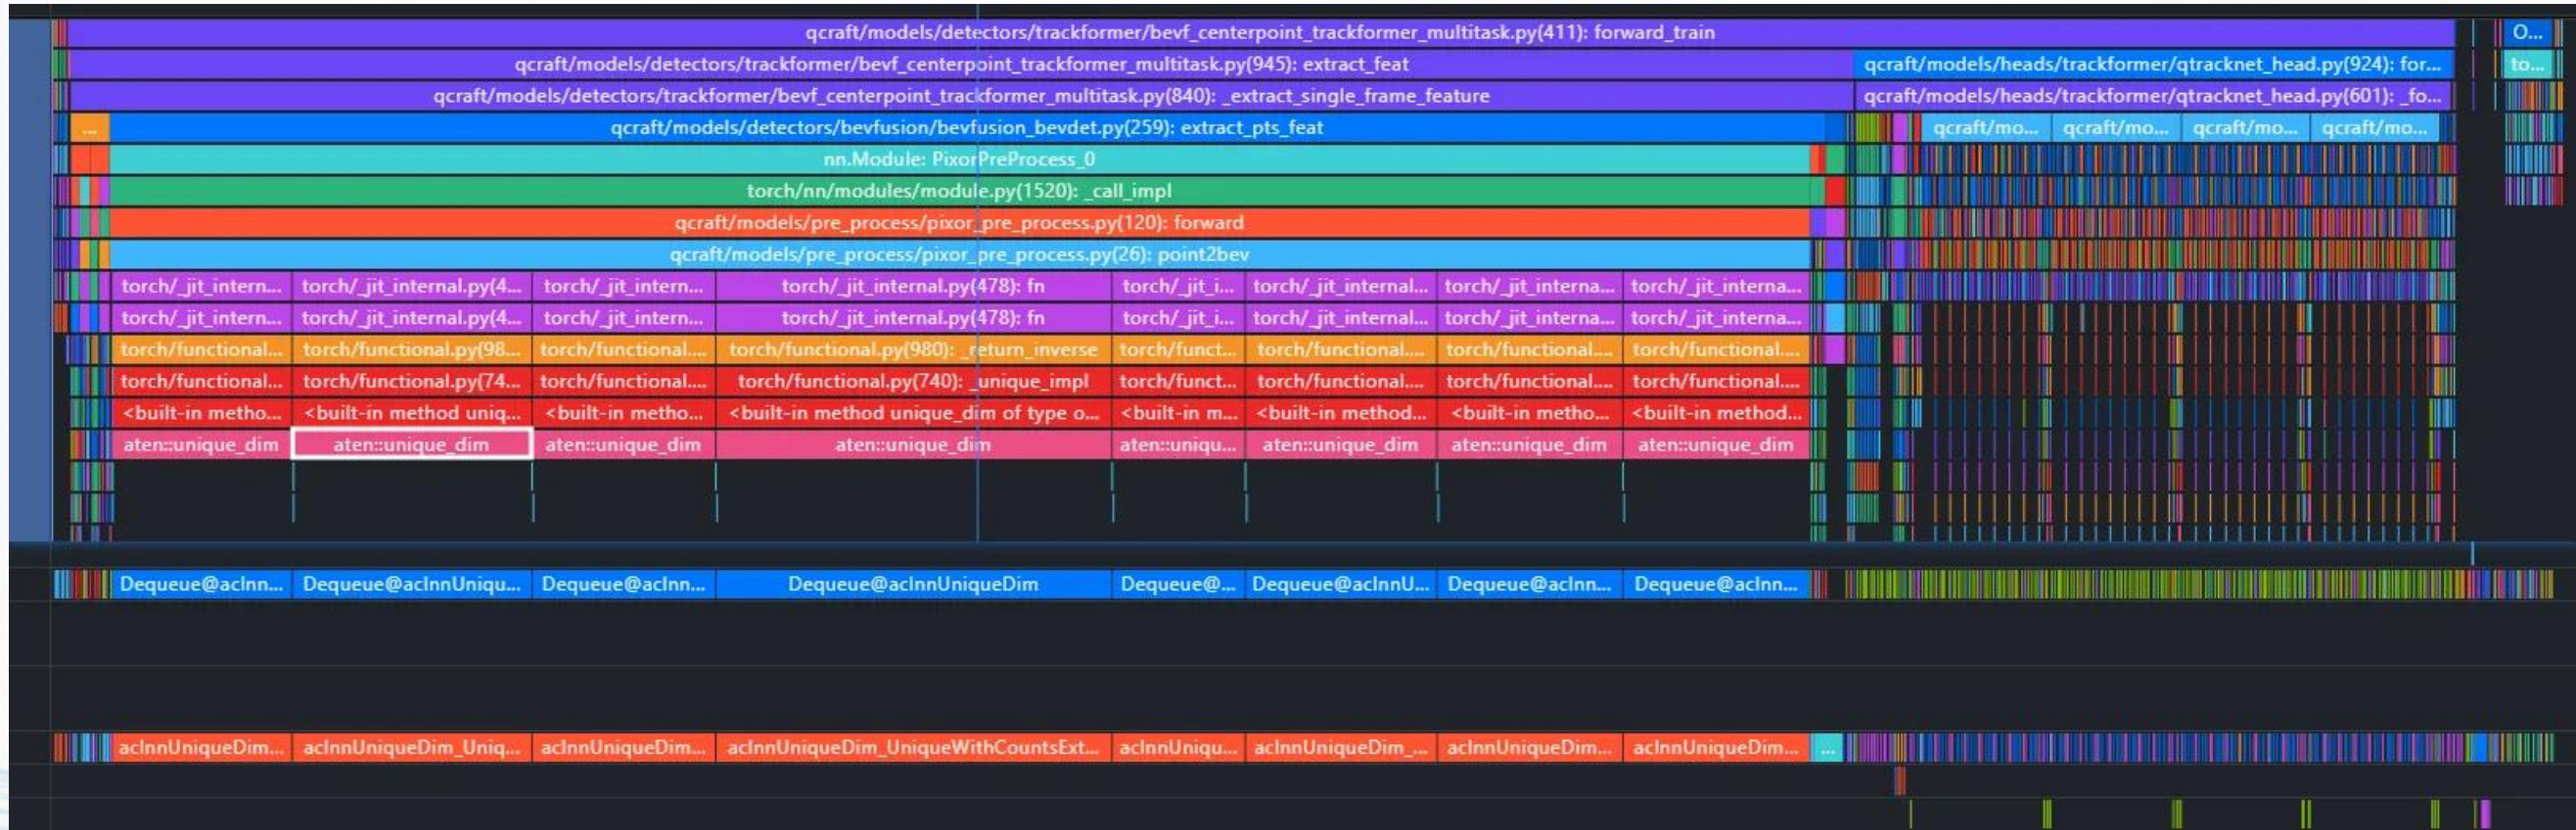 qcraft/models/detectors/trackformer/bevf_centerpoint_trackformer_multitask.py(411): forward_train O...
qcraft/models/detectors/trackformer/bevf_centerpoint_trackformer_multitask.py(945): extract_feat qcraft/models/heads/trackformer/qtracknet_head.py(924): for... to...
qcraft/models/detectors/trackformer/bevf_centerpoint_trackformer_multitask.py(840): _extract_single_frame_feature qcraft/models/heads/trackformer/qtracknet_head.py(601): _fo...
... qcraft/models/detectors/bevfusion/bevfusion_bevdet.py(259): extract_pts_feat qcraft/mo... qcraft/mo... qcraft/mo... qcraft/mo...
nn.Module: PixorPreProcess_0
torch/nn/modules/module.py(1520): _call_impl
qcraft/models/pre_process/pixor_pre_process.py(120): forward
qcraft/models/pre_process/pixor_pre_process.py(26): point2bev
torch/_jit_intern... torch/_jit_internal.py(4... torch/_jit_intern... torch/_jit_internal.py(478): fn torch/_jit_i... torch/_jit_internal... torch/_jit_interna... torch/_jit_interna...
torch/_jit_intern... torch/_jit_internal.py(4... torch/_jit_intern... torch/_jit_internal.py(478): fn torch/_jit_i... torch/_jit_internal... torch/_jit_interna... torch/_jit_interna...
torch/functional... torch/functional.py(98... torch/functional.... torch/functional.py(980): _return_inverse torch/funct... torch/functional.... torch/functional.... torch/functional....
torch/functional... torch/functional.py(74... torch/functional.... torch/functional.py(740): _unique_impl torch/funct... torch/functional.... torch/functional.... torch/functional....
<built-in metho... <built-in method uniq... <built-in metho... <built-in method unique_dim of type o... <built-in m... <built-in method... <built-in metho... <built-in method...
aten::unique_dim aten::unique_dim aten::unique_dim aten::unique_dim aten::uniqu... aten::unique_dim aten::unique_dim aten::unique_dim
Dequeue@aclnn... Dequeue@aclnnUniqu... Dequeue@aclnn... Dequeue@aclnnUniqueDim Dequeue@... Dequeue@aclnnU... Dequeue@aclnn... Dequeue@aclnn...
aclnnUniqueDim... aclnnUniqueDim_Uniq... aclnnUniqueDim... aclnnUniqueDim_UniqueWithCountsExt... aclnnUniqu... aclnnUniqueDim_... aclnnUniqueDim... aclnnUniqueDim... ...